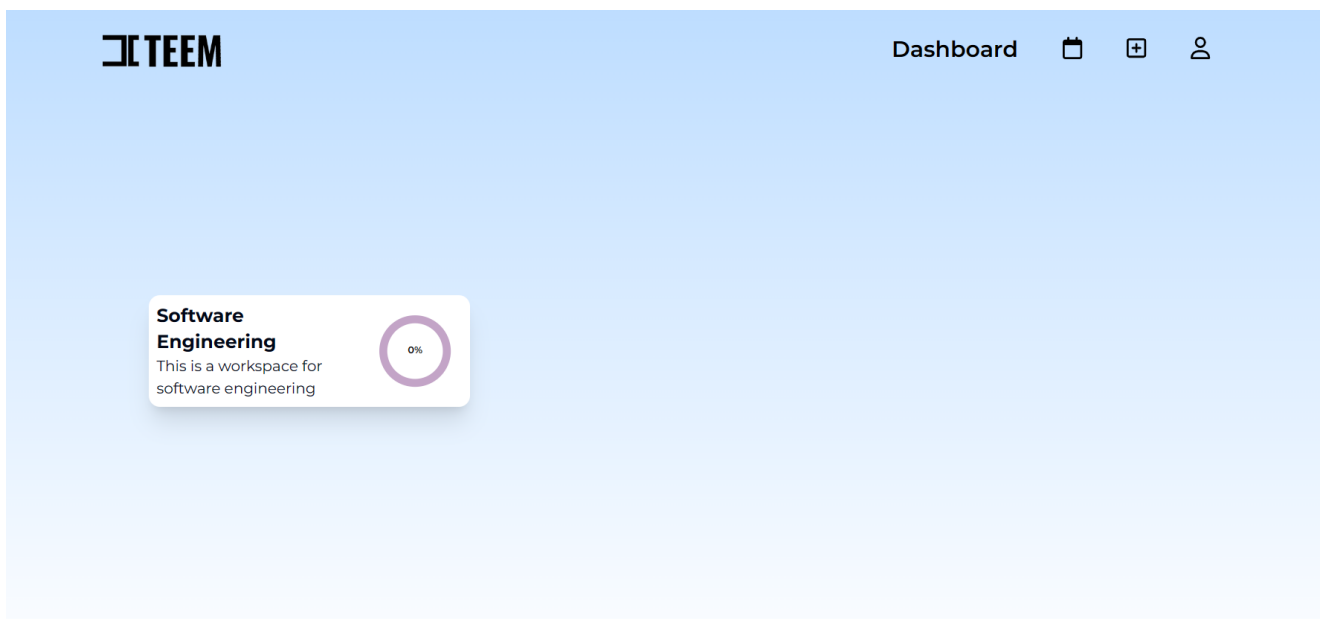 TEEM
Dashboard
Software
Engineering
This is a workspace for
software engineering
0%